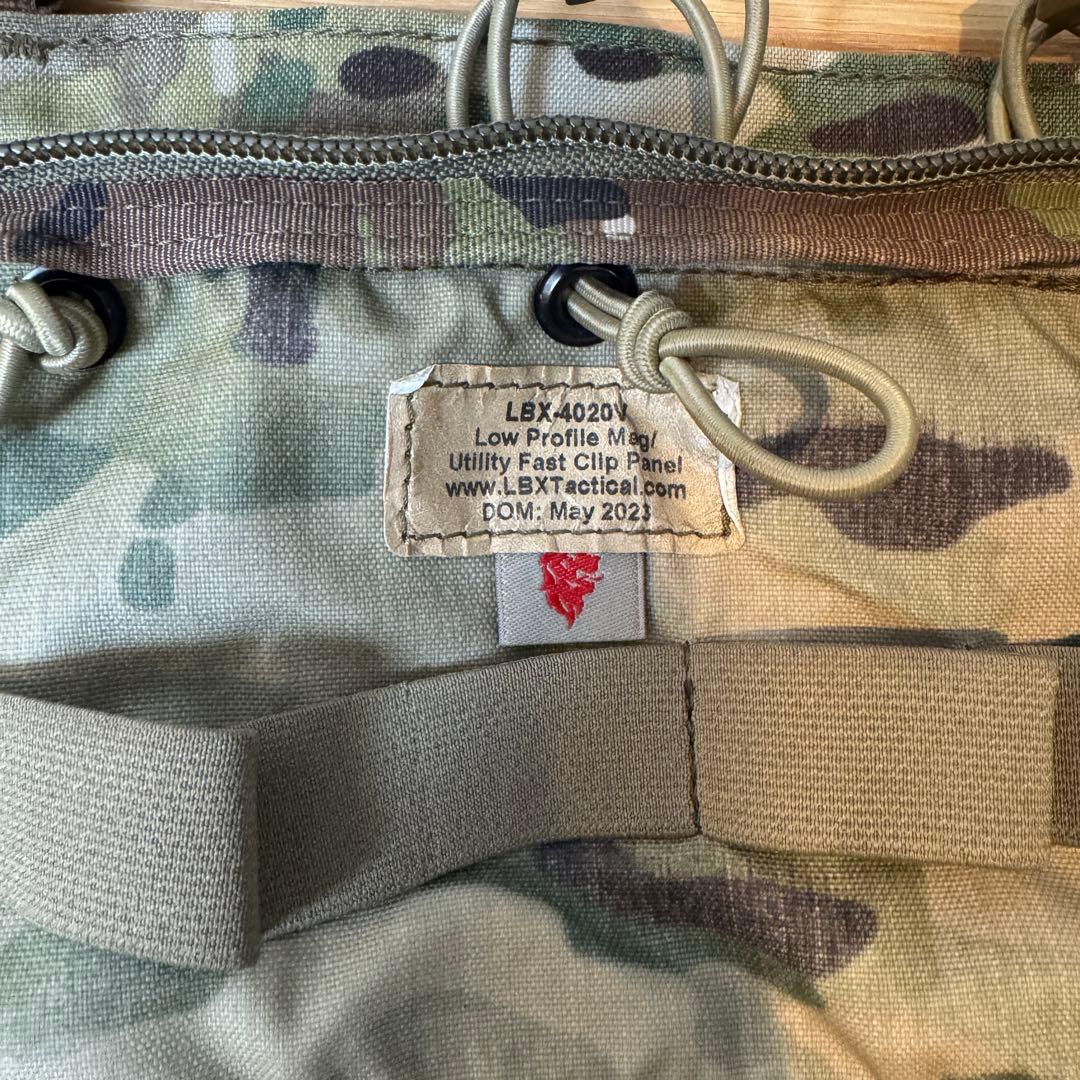 LBX-4020V
Low Profile Mag/
Utility Fast Clip Panel
www.LBXTactical.com
DOM: May 2023